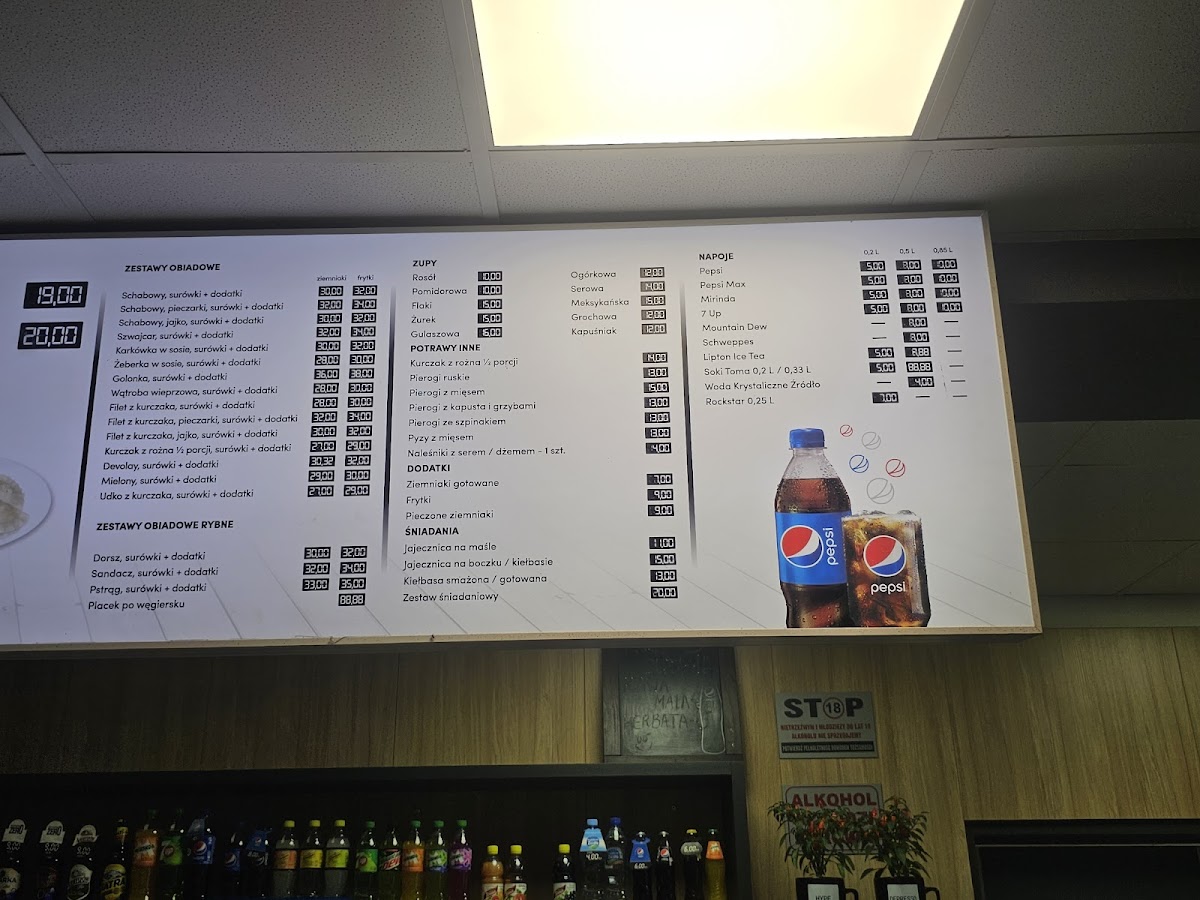 19,00
20,00
ZESTAWY OBIADOWE
ziemniaki frytki
Schabowy, surówki + dodatki 30,00 32,00
Schabowy, pieczarki, surówki + dodatki 32,00 34,00
Schabowy, jajko, surówki + dodatki 30,00 32,00
Szwajcar, surówki + dodatki 32,00 34,00
Karkówka w sosie, surówki + dodatki 30,00 32,00
Żeberka w sosie, surówki + dodatki 28,00 30,00
Golonka, surówki + dodatki 36,00 38,00
Wątroba wieprzowa, surówki + dodatki 28,00 30,00
Filet z kurczaka, surówki + dodatki 28,00 30,00
Filet z kurczaka, pieczarki, surówki + dodatki 32,00 34,00
Filet z kurczaka, jajko, surówki + dodatki 30,00 32,00
Kurczak z rożna ½ porcji, surówki + dodatki 27,00 29,00
Devolay, surówki + dodatki 30,32 32,00
Mielony, surówki + dodatki 29,00 30,00
Udko z kurczaka, surówki + dodatki 27,00 29,00
ZESTAWY OBIADOWE RYBNE
Dorsz, surówki + dodatki 30,00 32,00
Sandacz, surówki + dodatki 32,00 34,00
Pstrąg, surówki + dodatki 33,00 35,00
Placek po węgiersku 88,88
ZUPY
Rosół 10,00
Pomidorowa 10,00
Flaki 15,00
Żurek 15,00
Gulaszowa 16,00
Ogórkowa 12,00
Serowa 14,00
Meksykańska 15,00
Grochowa 12,00
Kapuśniak 12,00
POTRAWY INNE
Kurczak z rożna ½ porcji 14,00
Pierogi ruskie 13,00
Pierogi z mięsem 15,00
Pierogi z kapusta i grzybami 13,00
Pierogi ze szpinakiem 13,00
Pyzy z mięsem 13,00
Naleśniki z serem / dżemem - 1 szt. 4,00
DODATKI
Ziemniaki gotowane 7,00
Frytki 9,00
Pieczone ziemniaki 9,00
ŚNIADANIA
Jajecznica na maśle 11,00
Jajecznica na boczku / kiełbasie 15,00
Kiełbasa smażona / gotowana 13,00
Zestaw śniadaniowy 20,00
NAPOJE 0,2 L 0,5 L 0,85 L
Pepsi 5,00 8,00 10,00
Pepsi Max 5,00 8,00 10,00
Mirinda 5,00 8,00 10,00
7 Up 5,00 8,00 10,00
Mountain Dew — 8,00 —
Schweppes — 8,00 —
Lipton Ice Tea 5,00 8,88 —
Soki Toma 0,2 L / 0,33 L 5,00 88,88 —
Woda Krystaliczne Źródło — 4,00 —
Rockstar 0,25 L 7,00 — —
pepsi
pepsi
MAŁA
HERBATA
STOP
18
NIETRZEŹWYM I MŁODZIEŻY DO LAT 18
ALKOHOLU NIE SPRZEDAJEMY
ALKOHOL
4,00
6,00
HYPE